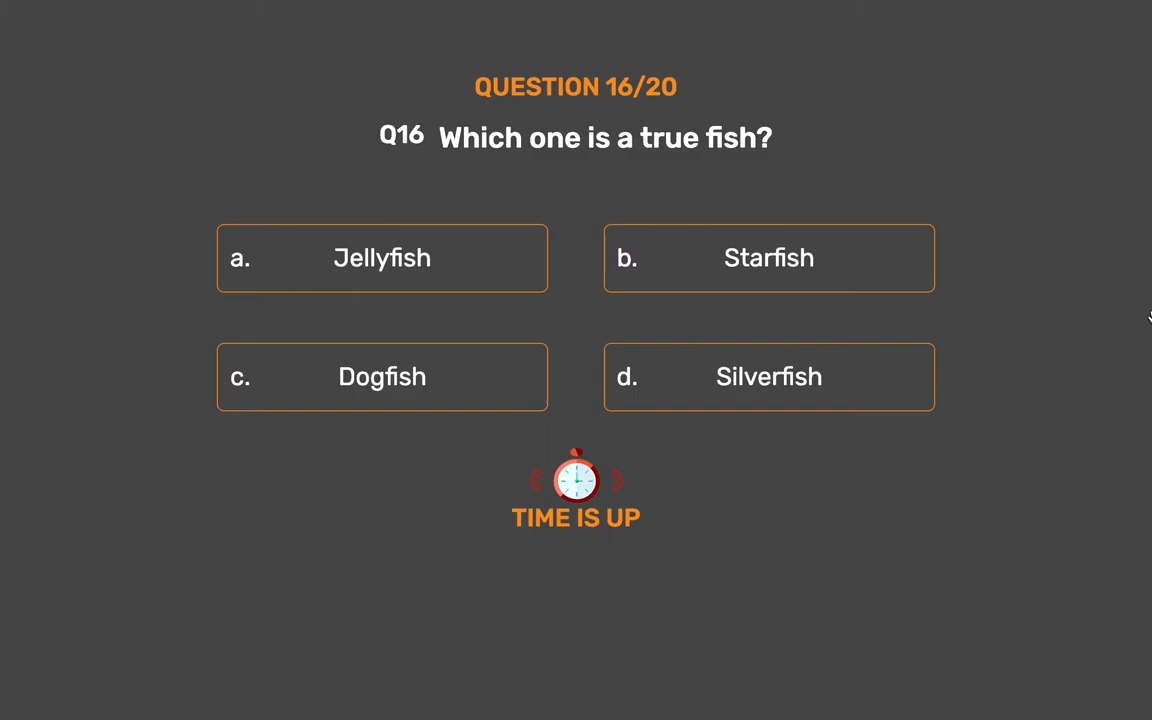 QUESTION 16/20
Q16 Which one is a true fish?
a. Jellyfish
b. Starfish
c. Dogfish
d. Silverfish
TIME IS UP